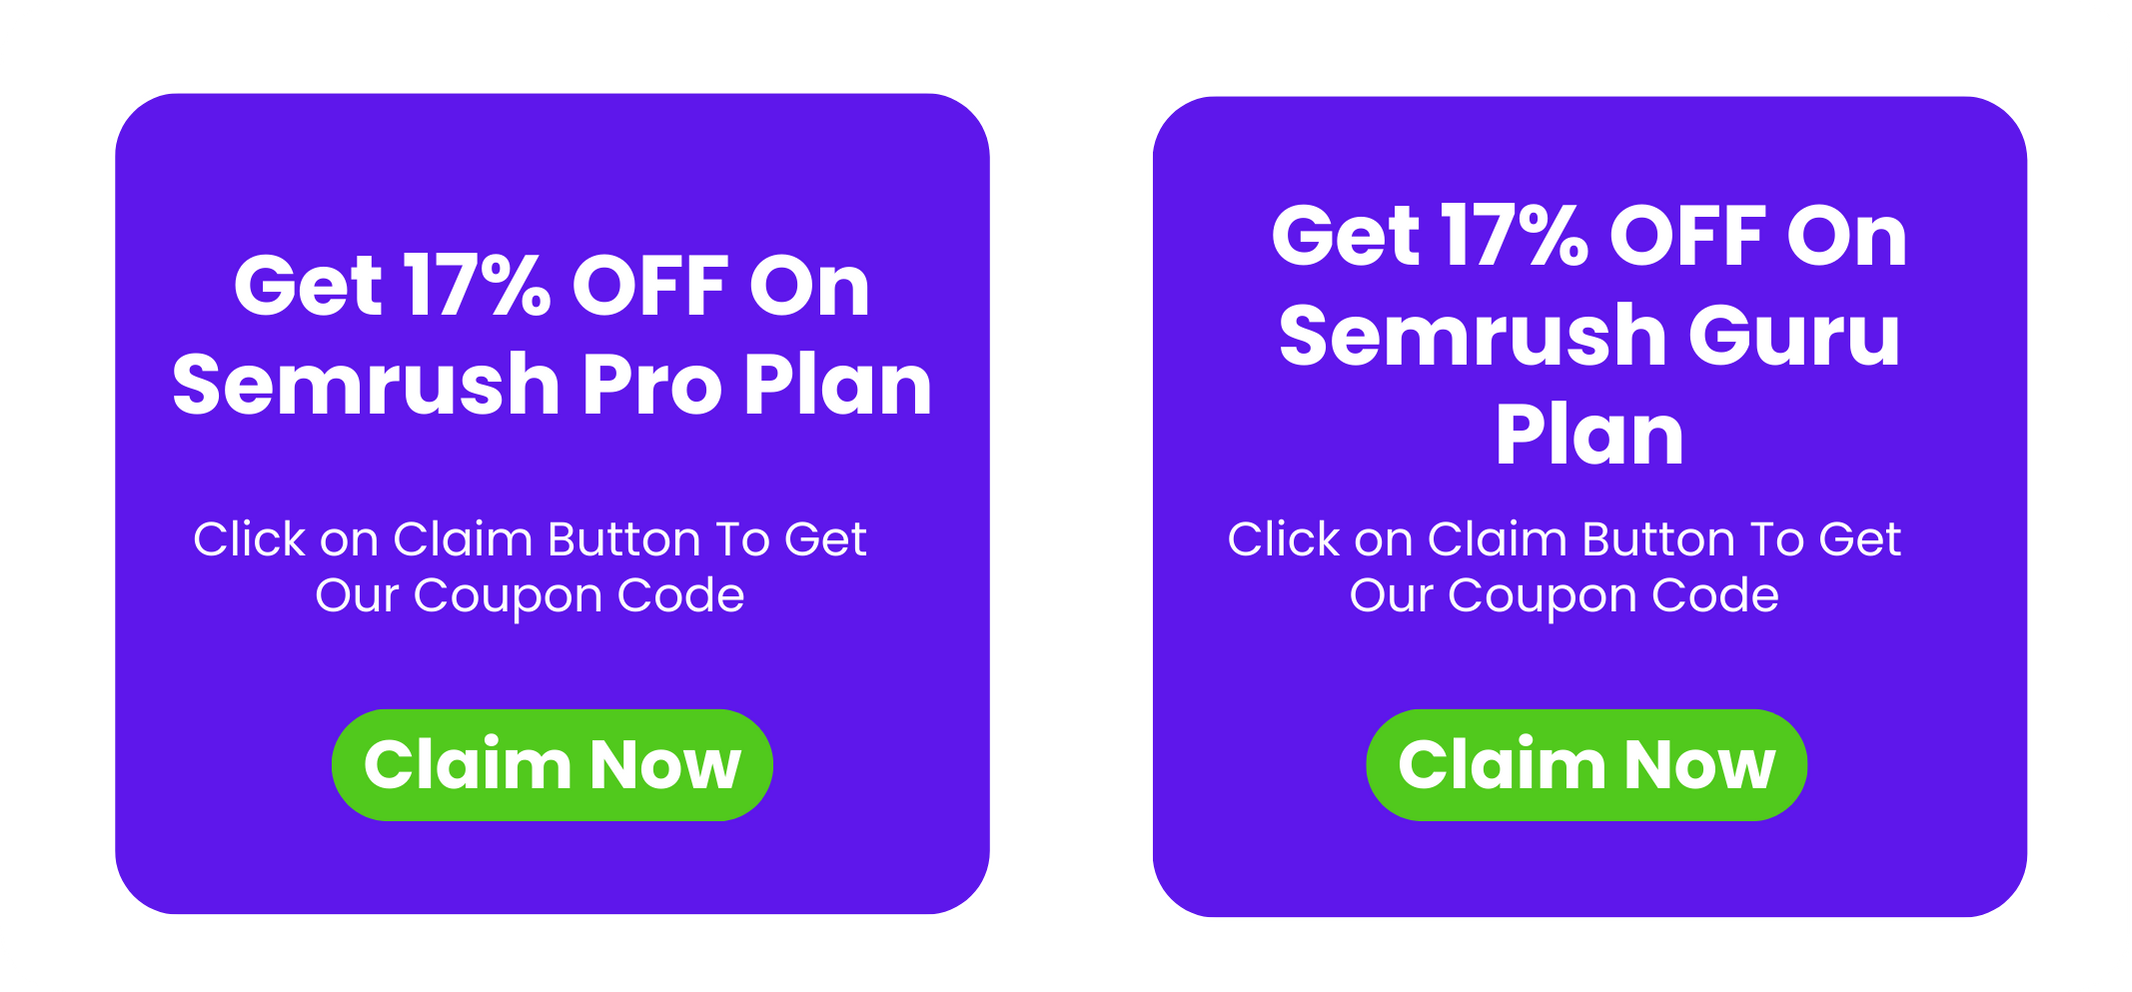 Get 17% OFF On
Semrush Pro Plan
Click on Claim Button To Get
Our Coupon Code
Claim Now
Get 17% OFF On
Semrush Guru
Plan
Click on Claim Button To Get
Our Coupon Code
Claim Now